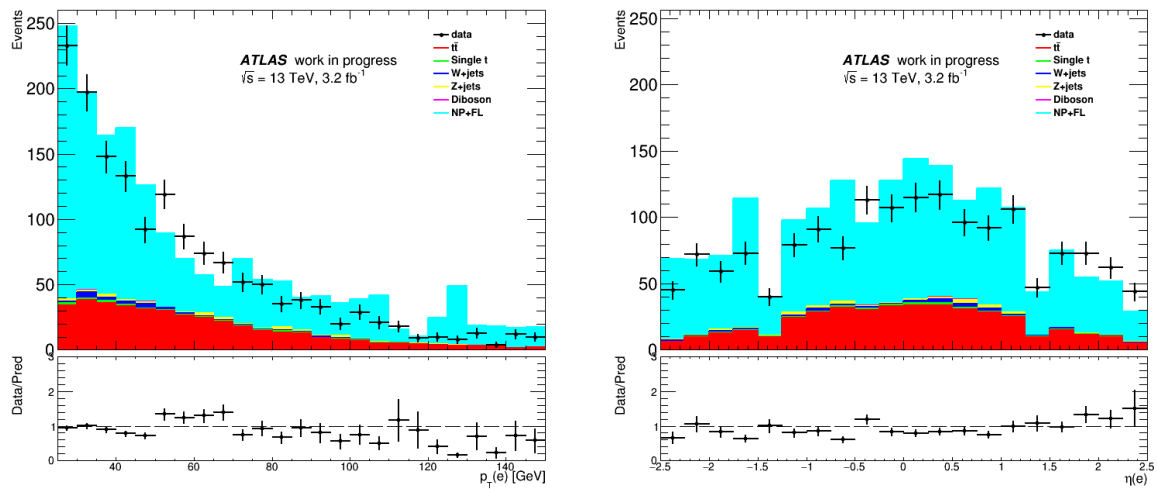 Events
250
200
150
100
50
0
ATLAS work in progress
√s = 13 TeV, 3.2 fb⁻¹
data
tt̄
Single t
W+jets
Z+jets
Diboson
NP+FL
Data/Pred
3
2
1
0
40 60 80 100 120 140
p_T(e) [GeV]
Events
250
200
150
100
50
0
ATLAS work in progress
√s = 13 TeV, 3.2 fb⁻¹
data
tt̄
Single t
W+jets
Z+jets
Diboson
NP+FL
Data/Pred
3
2
1
0
−2.5 −2 −1.5 −1 −0.5 0 0.5 1 1.5 2 2.5
η(e)